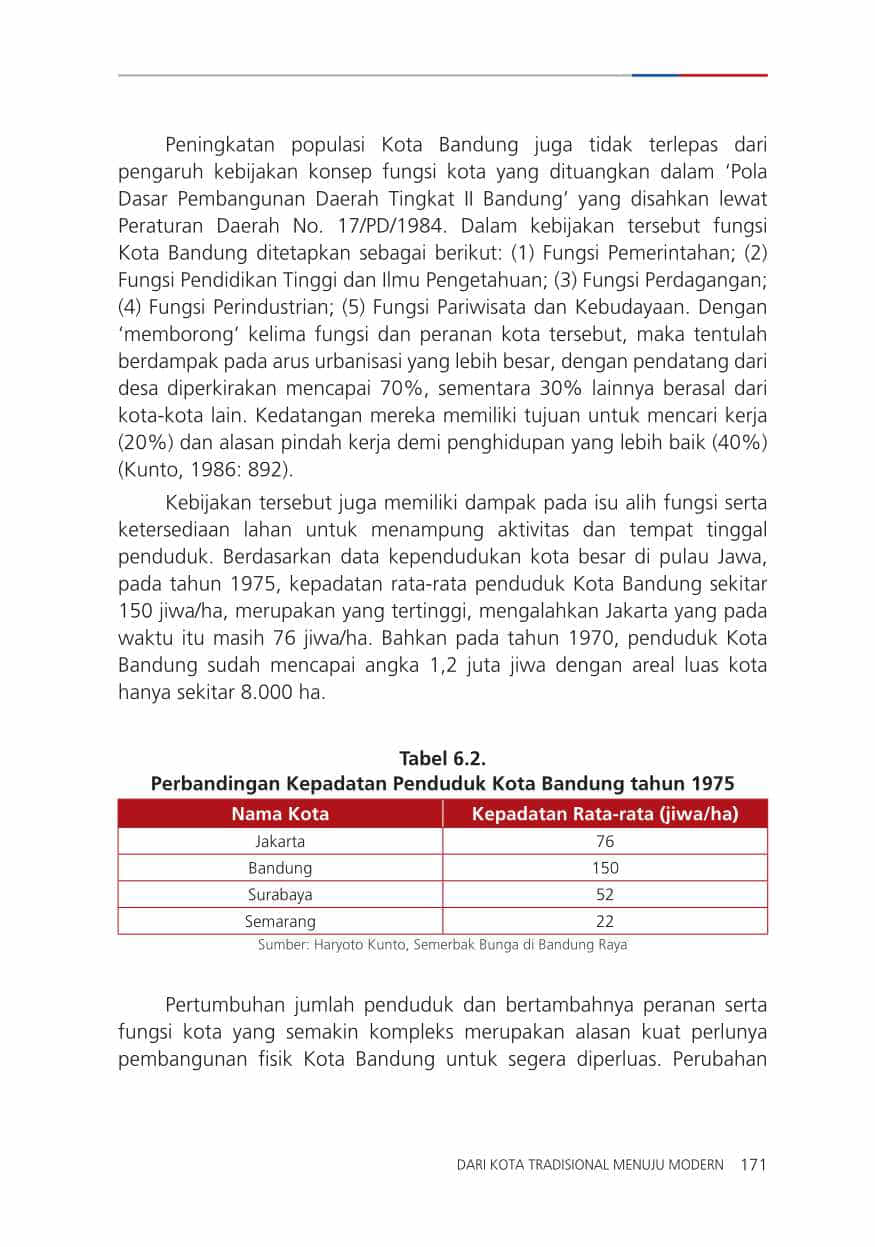 Peningkatan populasi Kota Bandung juga tidak terlepas dari
pengaruh kebijakan konsep fungsi kota yang dituangkan dalam ‘Pola
Dasar Pembangunan Daerah Tingkat II Bandung’ yang disahkan lewat
Peraturan Daerah No. 17/PD/1984. Dalam kebijakan tersebut fungsi
Kota Bandung ditetapkan sebagai berikut: (1) Fungsi Pemerintahan; (2)
Fungsi Pendidikan Tinggi dan Ilmu Pengetahuan; (3) Fungsi Perdagangan;
(4) Fungsi Perindustrian; (5) Fungsi Pariwisata dan Kebudayaan. Dengan
‘memborong’ kelima fungsi dan peranan kota tersebut, maka tentulah
berdampak pada arus urbanisasi yang lebih besar, dengan pendatang dari
desa diperkirakan mencapai 70%, sementara 30% lainnya berasal dari
kota-kota lain. Kedatangan mereka memiliki tujuan untuk mencari kerja
(20%) dan alasan pindah kerja demi penghidupan yang lebih baik (40%)
(Kunto, 1986: 892).
Kebijakan tersebut juga memiliki dampak pada isu alih fungsi serta
ketersediaan lahan untuk menampung aktivitas dan tempat tinggal
penduduk. Berdasarkan data kependudukan kota besar di pulau Jawa,
pada tahun 1975, kepadatan rata-rata penduduk Kota Bandung sekitar
150 jiwa/ha, merupakan yang tertinggi, mengalahkan Jakarta yang pada
waktu itu masih 76 jiwa/ha. Bahkan pada tahun 1970, penduduk Kota
Bandung sudah mencapai angka 1,2 juta jiwa dengan areal luas kota
hanya sekitar 8.000 ha.
Tabel 6.2.
Perbandingan Kepadatan Penduduk Kota Bandung tahun 1975
Nama Kota Kepadatan Rata-rata (jiwa/ha)
Jakarta 76
Bandung 150
Surabaya 52
Semarang 22
Sumber: Haryoto Kunto, Semerbak Bunga di Bandung Raya
Pertumbuhan jumlah penduduk dan bertambahnya peranan serta
fungsi kota yang semakin kompleks merupakan alasan kuat perlunya
pembangunan fisik Kota Bandung untuk segera diperluas. Perubahan
DARI KOTA TRADISIONAL MENUJU MODERN 171